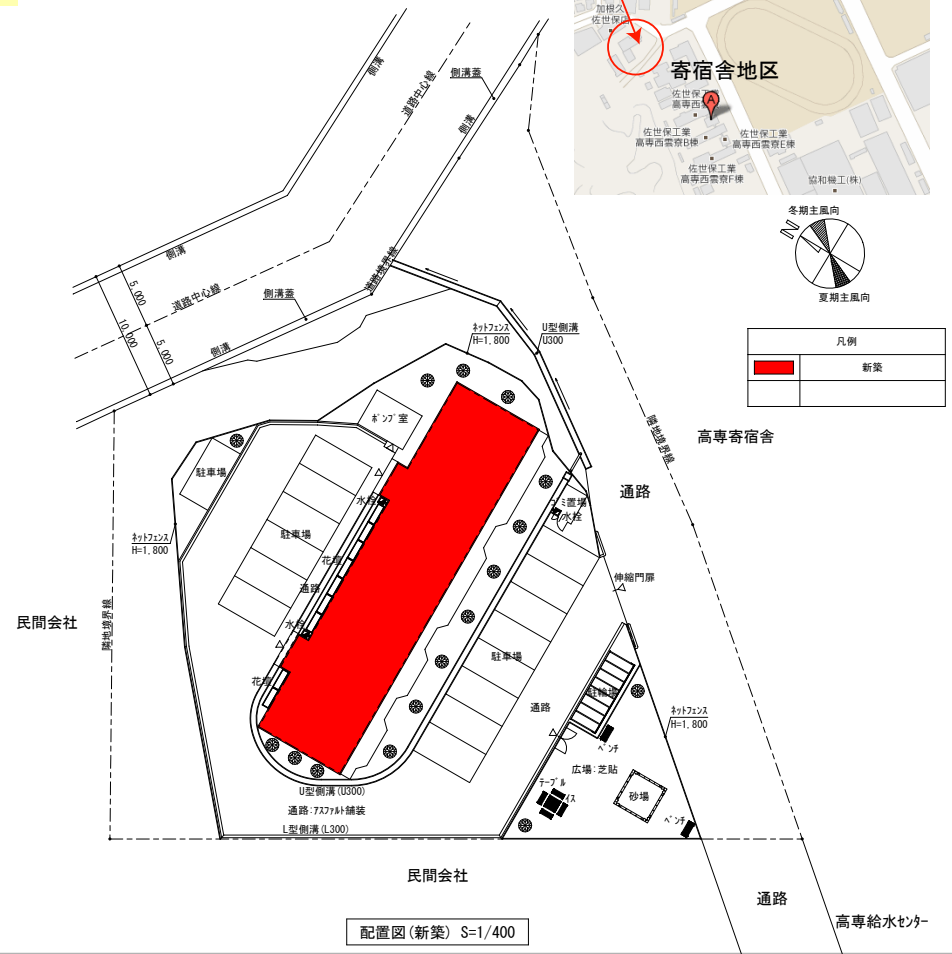 加根久
佐世保店
寄宿舎地区
佐世保工業
A
佐世保工業
高専西雲寮B棟
佐世保工業
高専西雲寮E棟
佐世保工業
高専西雲寮F棟
協和機工(株)
冬期主風向
N
夏期主風向
凡例
新築
側溝
道路中心線
側溝蓋
側溝
側溝
道路境界線
道路中心線
側溝蓋
側溝
5,000
10,000
5,000
ネットフェンス
H=1,800
U型側溝
U300
隣地境界線
高専寄宿舎
通路
ポンプ室
駐車場
水栓
ゴミ置場
水栓
駐車場
花壇
通路
ネットフェンス
H=1,800
伸縮門扉
民間会社
隣地境界線
水栓
駐車場
花壇
駐輪場
通路
ネットフェンス
H=1,800
ベンチ
広場:芝貼
テーブル
イス
砂場
ベンチ
U型側溝(U300)
通路:アスファルト舗装
L型側溝(L300)
民間会社
通路
高専給水センター
配置図(新築) S=1/400